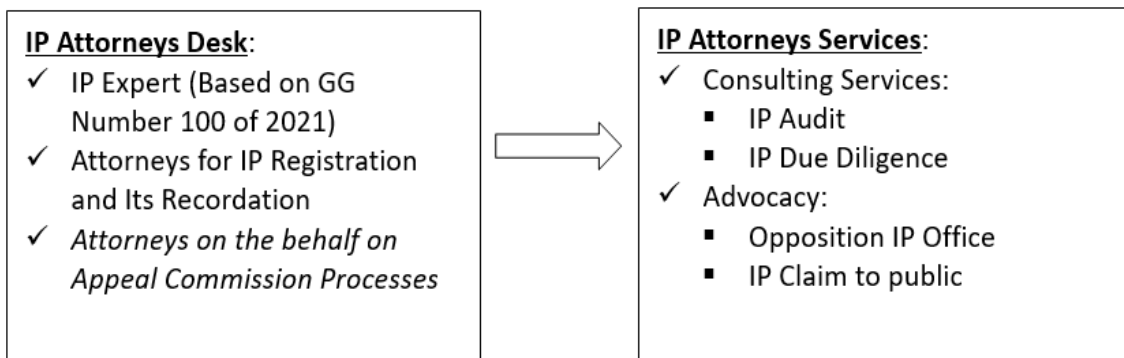 IP Attorneys Desk:
✓ IP Expert (Based on GG
Number 100 of 2021)
✓ Attorneys for IP Registration
and Its Recordation
✓ Attorneys on the behalf on
Appeal Commission Processes
IP Attorneys Services:
✓ Consulting Services:
▪ IP Audit
▪ IP Due Diligence
✓ Advocacy:
▪ Opposition IP Office
▪ IP Claim to public